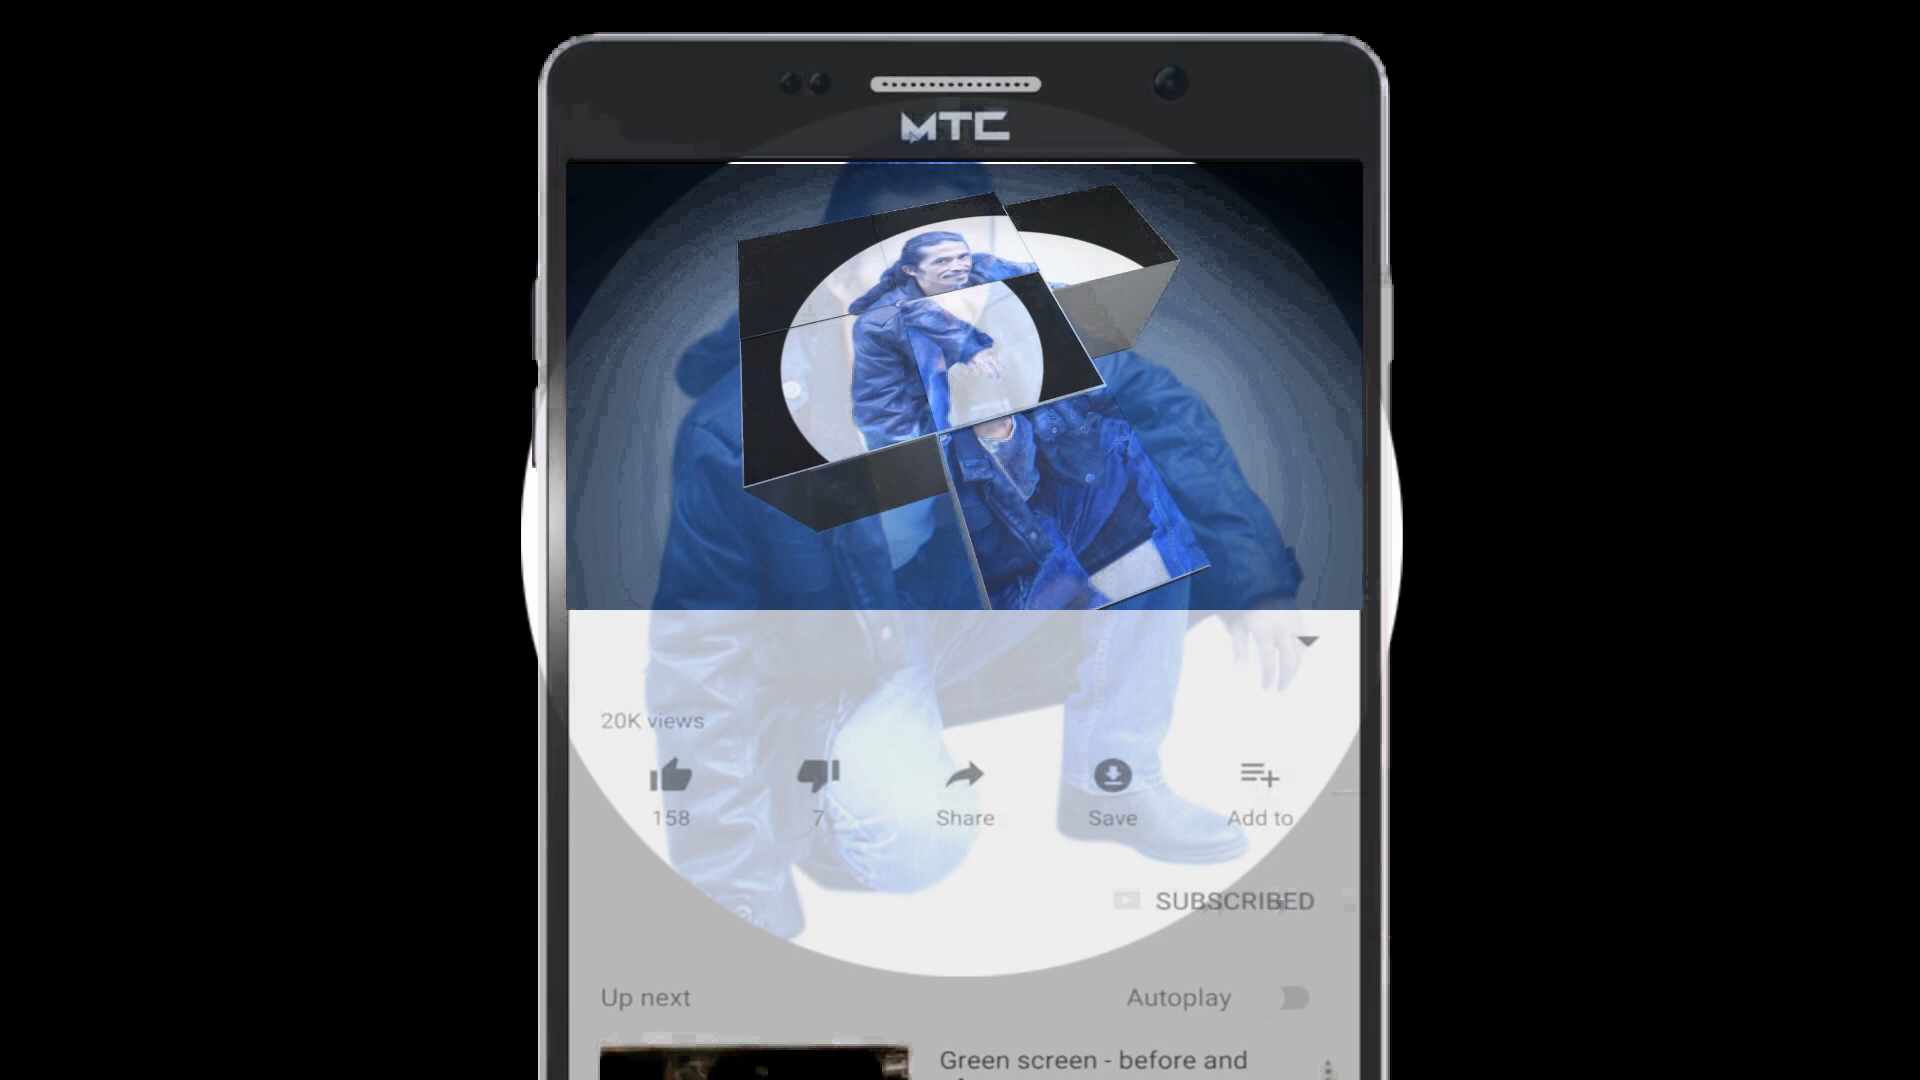 MTC
20K views
158
7
Share
Save
Add to
SUBSCRIBED
Up next
Autoplay
Green screen - before and